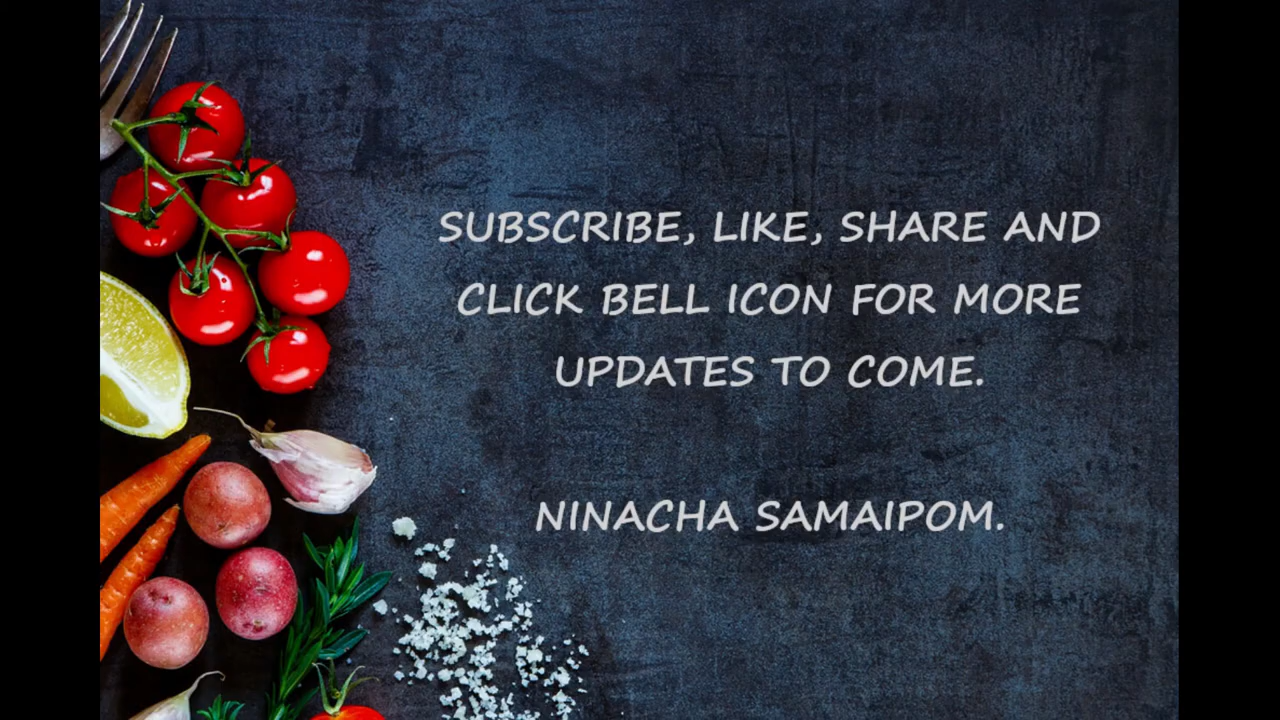 SUBSCRIBE, LIKE, SHARE AND
CLICK BELL ICON FOR MORE
UPDATES TO COME.
NINACHA SAMAIPOM.